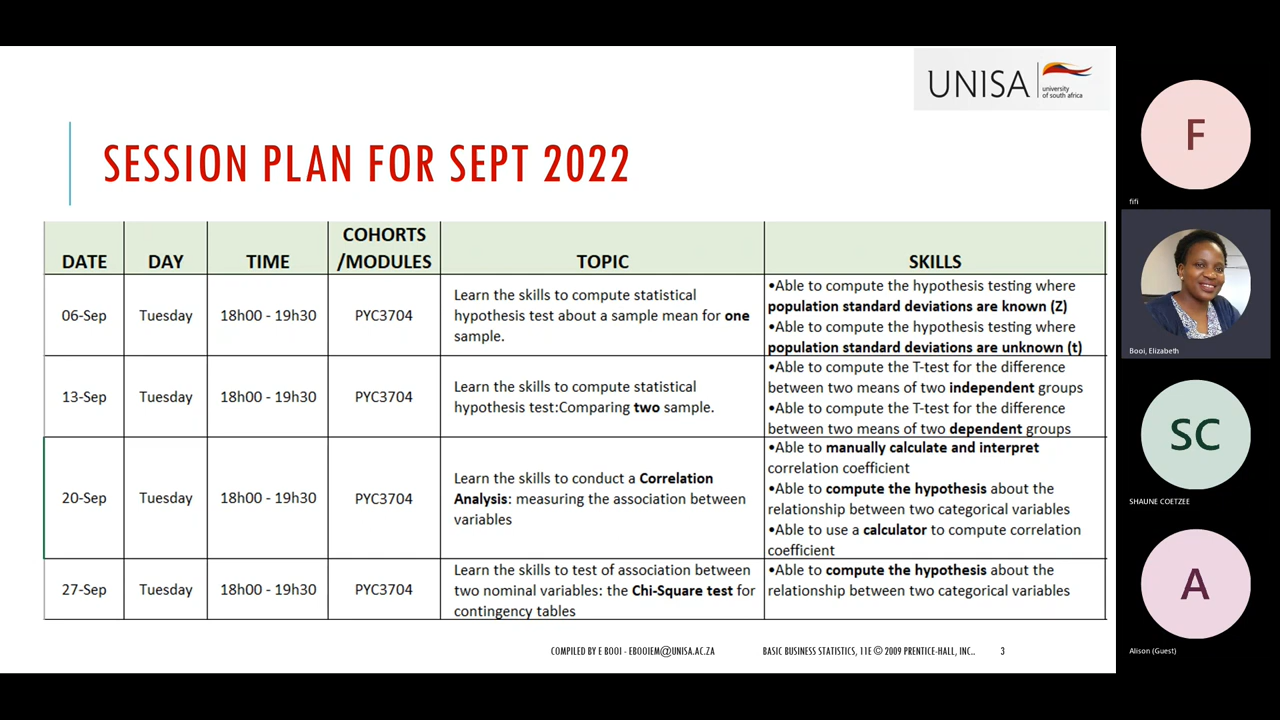 UNISA
university
of south africa
SESSION PLAN FOR SEPT 2022
DATE
DAY
TIME
COHORTS
/MODULES
TOPIC
SKILLS
06-Sep
Tuesday
18h00 - 19h30
PYC3704
Learn the skills to compute statistical
hypothesis test about a sample mean for one
sample.
•Able to compute the hypothesis testing where
population standard deviations are known (Z)
•Able to compute the hypothesis testing where
population standard deviations are unknown (t)
13-Sep
Tuesday
18h00 - 19h30
PYC3704
Learn the skills to compute statistical
hypothesis test:Comparing two sample.
•Able to compute the T-test for the difference
between two means of two independent groups
•Able to compute the T-test for the difference
between two means of two dependent groups
20-Sep
Tuesday
18h00 - 19h30
PYC3704
Learn the skills to conduct a Correlation
Analysis: measuring the association between
variables
•Able to manually calculate and interpret
correlation coefficient
•Able to compute the hypothesis about the
relationship between two categorical variables
•Able to use a calculator to compute correlation
coefficient
27-Sep
Tuesday
18h00 - 19h30
PYC3704
Learn the skills to test of association between
two nominal variables: the Chi-Square test for
contingency tables
•Able to compute the hypothesis about the
relationship between two categorical variables
COMPILED BY E BOOI - EBOOIEM@UNISA.AC.ZA
BASIC BUSINESS STATISTICS, 11E © 2009 PRENTICE-HALL, INC..
3
F
fifi
Booi, Elizabeth
SC
SHAUNE COETZEE
A
Alison (Guest)